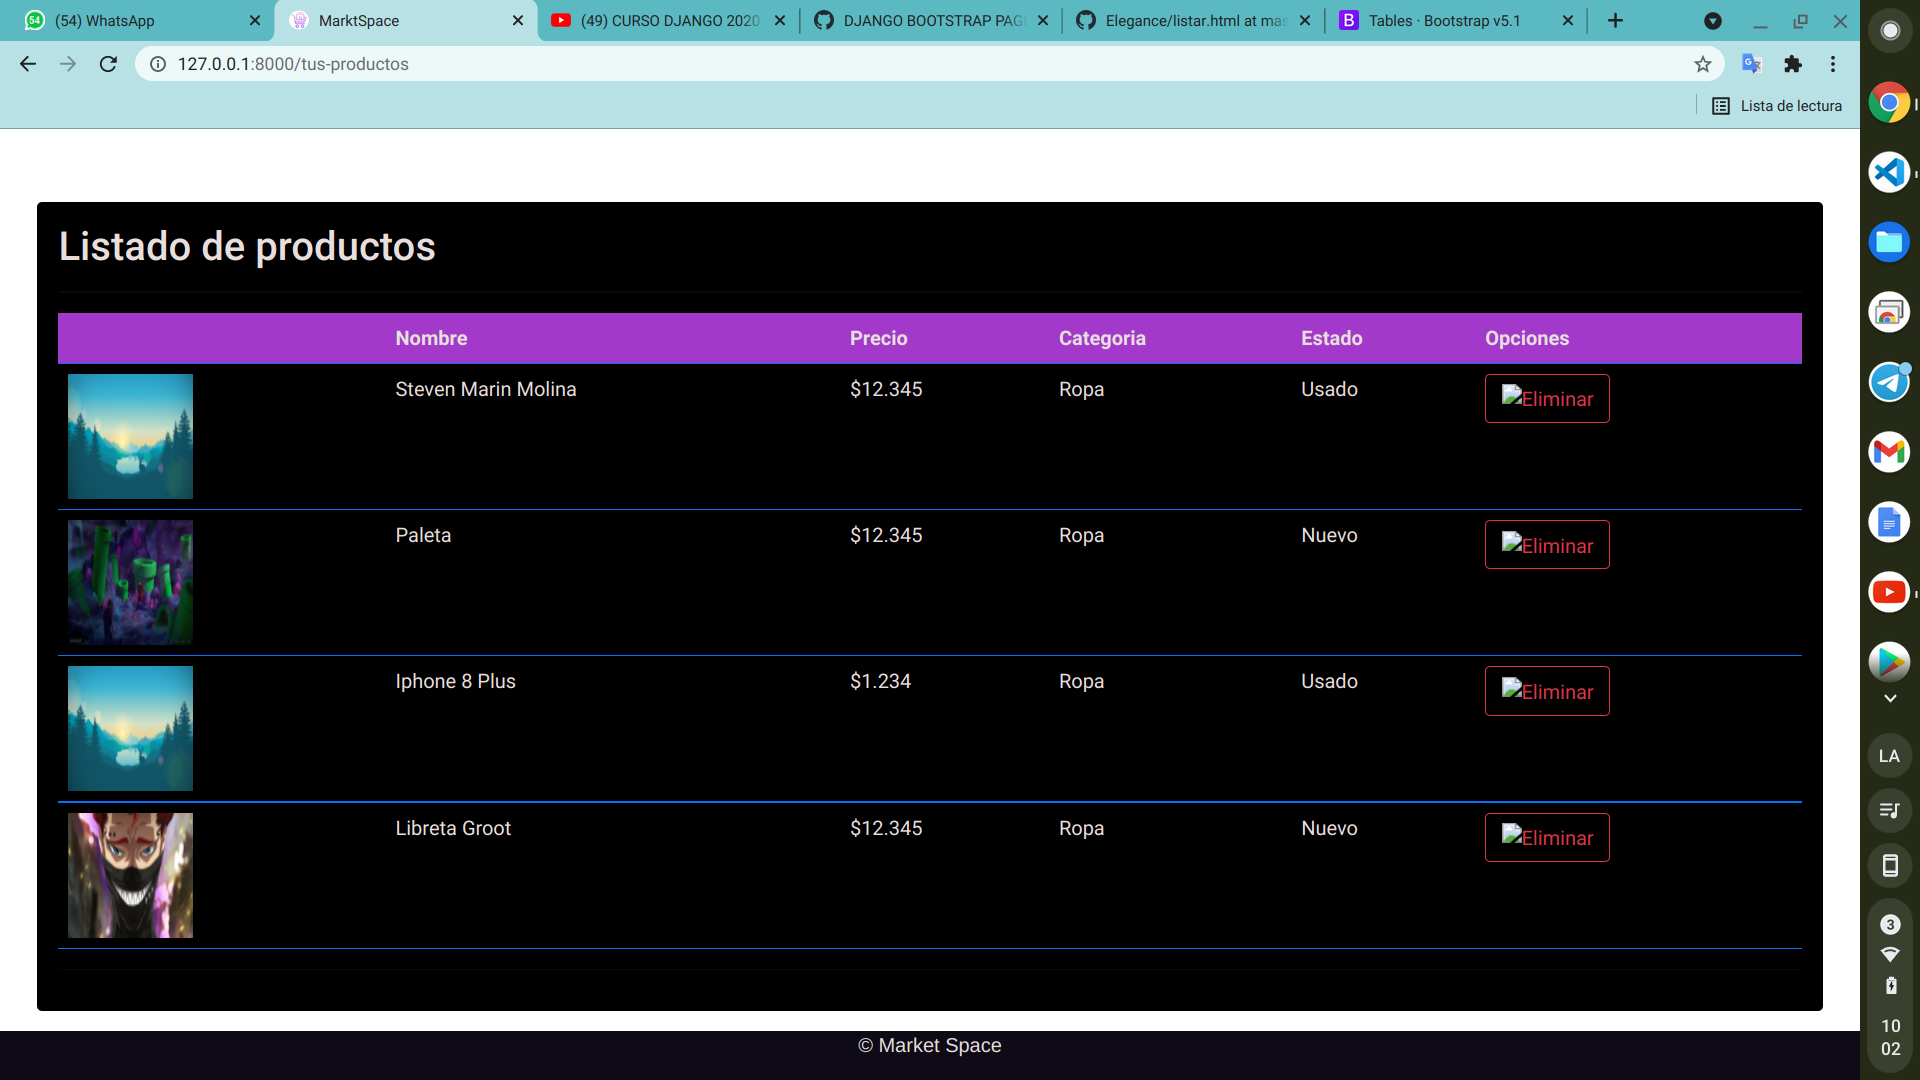 54 (54) WhatsApp
MarktSpace
(49) CURSO DJANGO 2020
DJANGO BOOTSTRAP PAG
Elegance/listar.html at mas
B Tables · Bootstrap v5.1
127.0.0.1:8000/tus-productos
Lista de lectura
Listado de productos
Nombre Precio Categoria Estado Opciones
Steven Marin Molina $12.345 Ropa Usado Eliminar
Paleta $12.345 Ropa Nuevo Eliminar
Iphone 8 Plus $1.234 Ropa Usado Eliminar
Libreta Groot $12.345 Ropa Nuevo Eliminar
© Market Space
LA
3
10
02